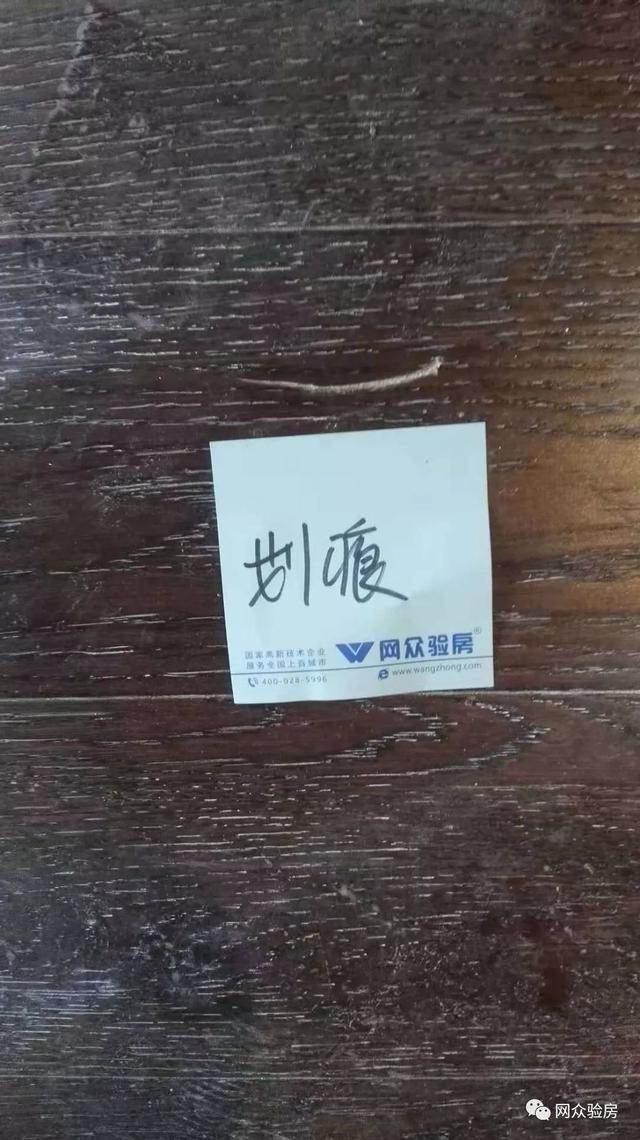 划痕
国家高新技术企业
服务全国上百城市
网众验房®
400-028-5996
www.wangzhong.com
网众验房